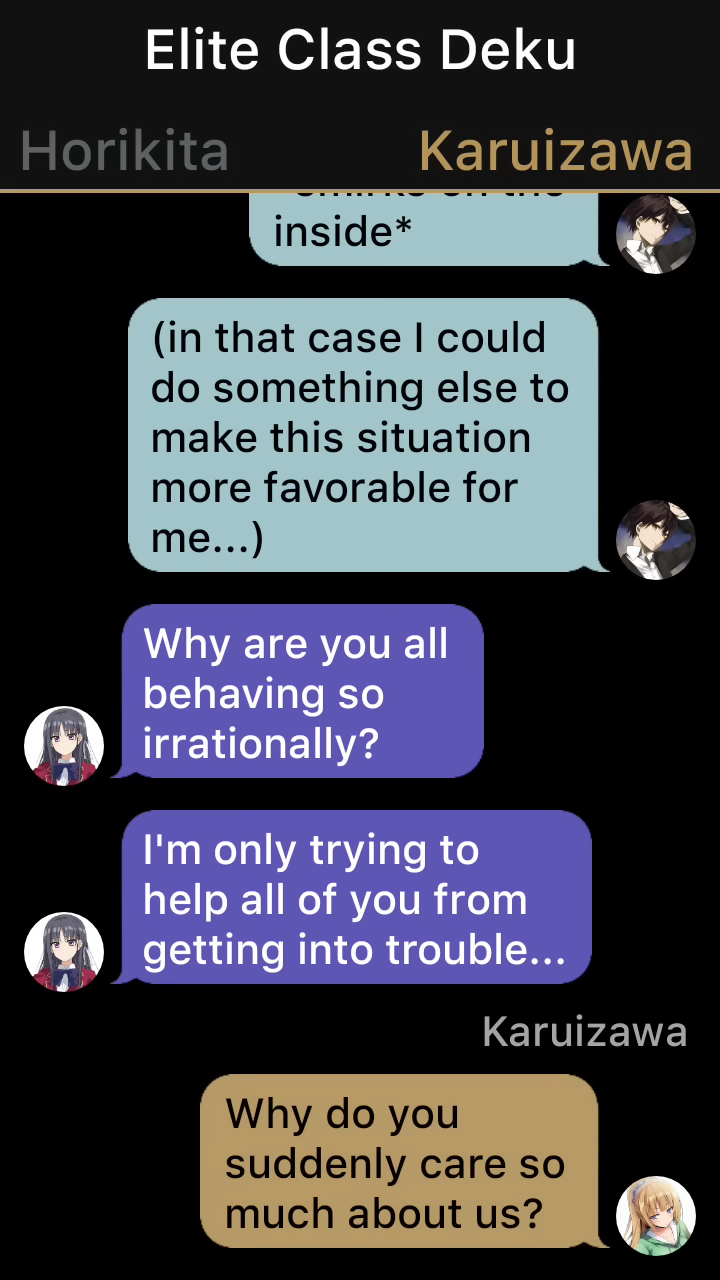 Elite Class Deku
Horikita
Karuizawa
inside*
(in that case I could
do something else to
make this situation
more favorable for
me...)
Why are you all
behaving so
irrationally?
I'm only trying to
help all of you from
getting into trouble...
Karuizawa
Why do you
suddenly care so
much about us?